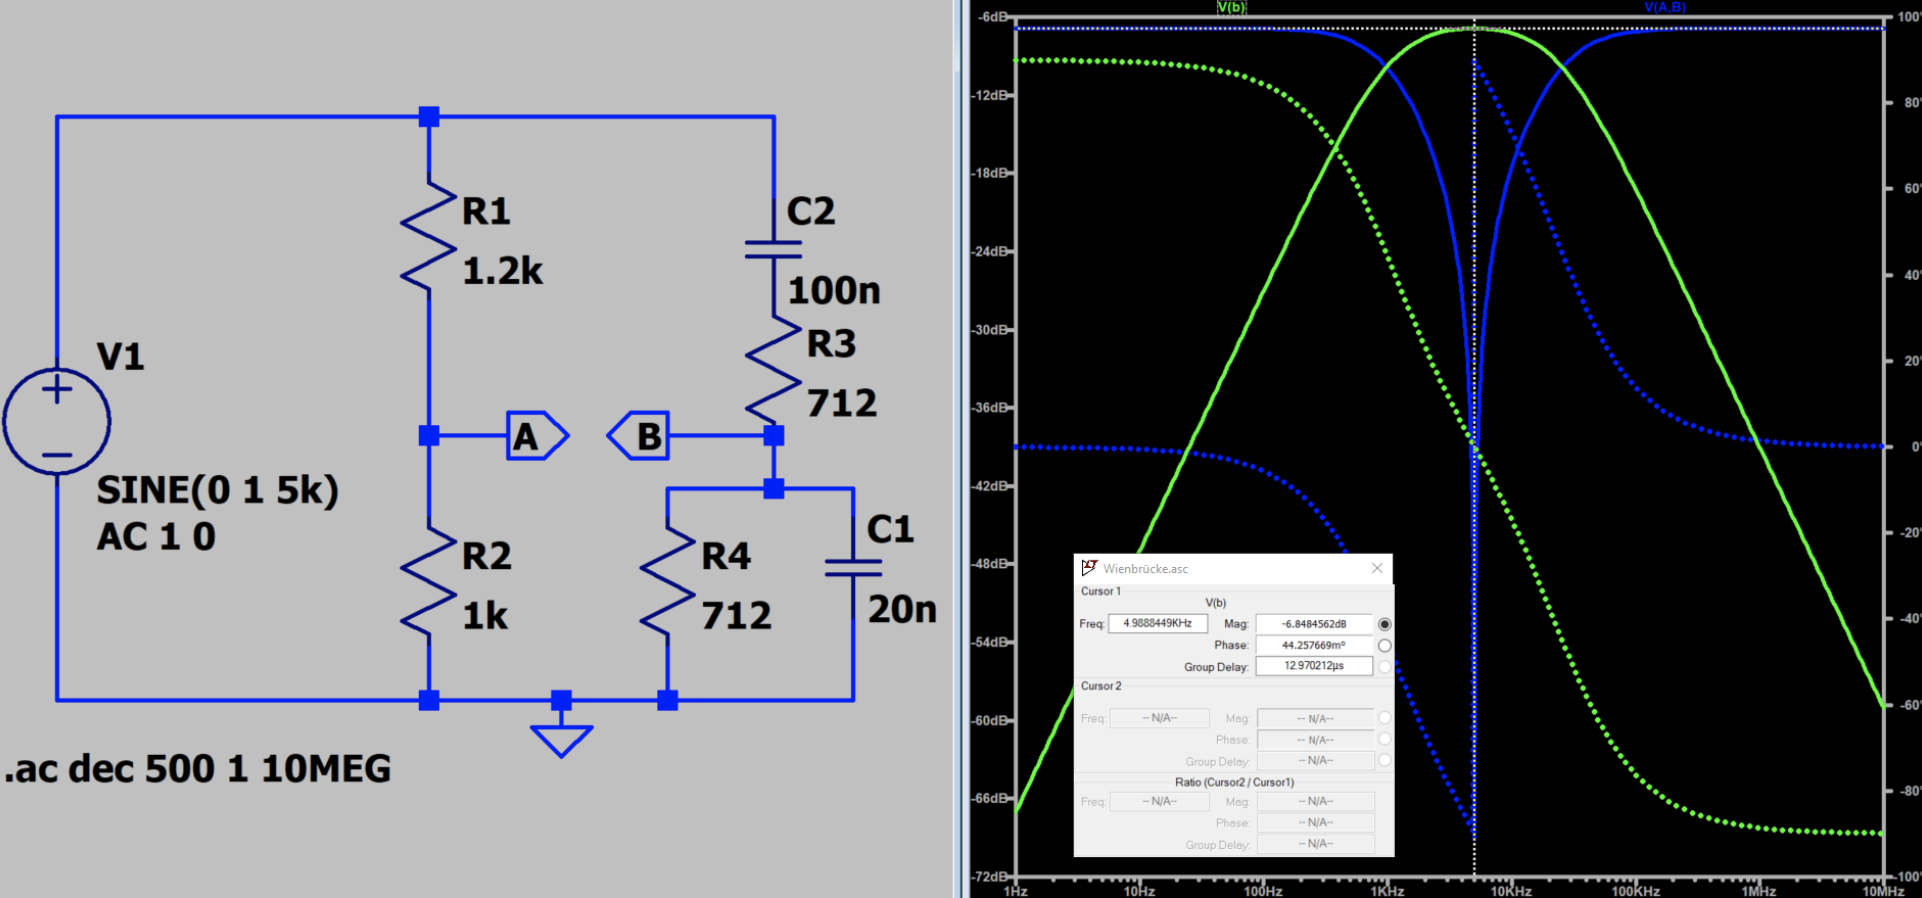 V1
SINE(0 1 5k)
AC 1 0
R1
1.2k
R2
1k
A
B
C2
100n
R3
712
R4
712
C1
20n
.ac dec 500 1 10MEG
V(b)
V(A,B)
-6dB
-12dB
-18dB
-24dB
-30dB
-36dB
-42dB
-48dB
-54dB
-60dB
-66dB
-72dB
100°
80°
60°
40°
20°
0°
-20°
-40°
-60°
-80°
-100°
1Hz
10Hz
100Hz
1KHz
10KHz
100KHz
1MHz
10MHz
Wienbrücke.asc
Cursor 1
V(b)
Freq: 4.9888449KHz Mag: -6.8484562dB
Phase: 44.257669m°
Group Delay: 12.970212µs
Cursor 2
Freq: -- N/A-- Mag: -- N/A--
Phase: -- N/A--
Group Delay: -- N/A--
Ratio (Cursor2 / Cursor1)
Freq: -- N/A-- Mag: -- N/A--
Phase: -- N/A--
Group Delay: -- N/A--